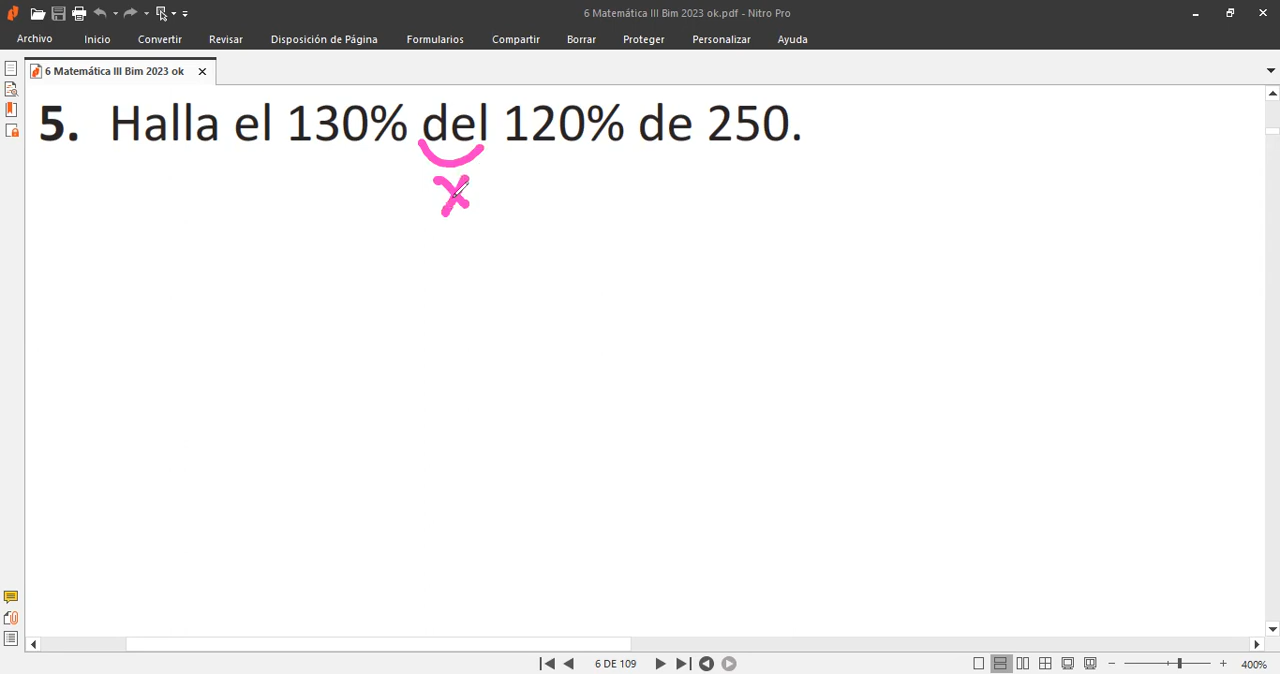 6 Matemática III Bim 2023 ok.pdf - Nitro Pro
Archivo Inicio Convertir Revisar Disposición de Página Formularios Compartir Borrar Proteger Personalizar Ayuda
6 Matemática III Bim 2023 ok
5. Halla el 130% del 120% de 250.
x
6 DE 109
400%